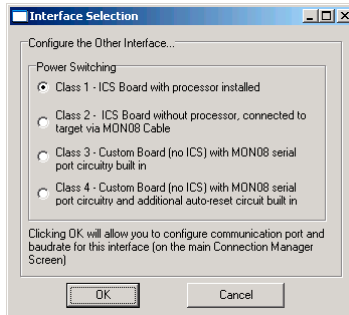 Interface Selection
Configure the Other Interface...
Power Switching
Class 1 - ICS Board with processor installed
Class 2 - ICS Board without processor, connected to
target via MON08 Cable
Class 3 - Custom Board (no ICS) with MON08 serial
port circuitry built in
Class 4 - Custom Board (no ICS) with MON08 serial
port circuitry and additional auto-reset circuit built in
Clicking OK will allow you to configure communication port and
baudrate for this interface (on the main Connection Manager
Screen)
OK
Cancel